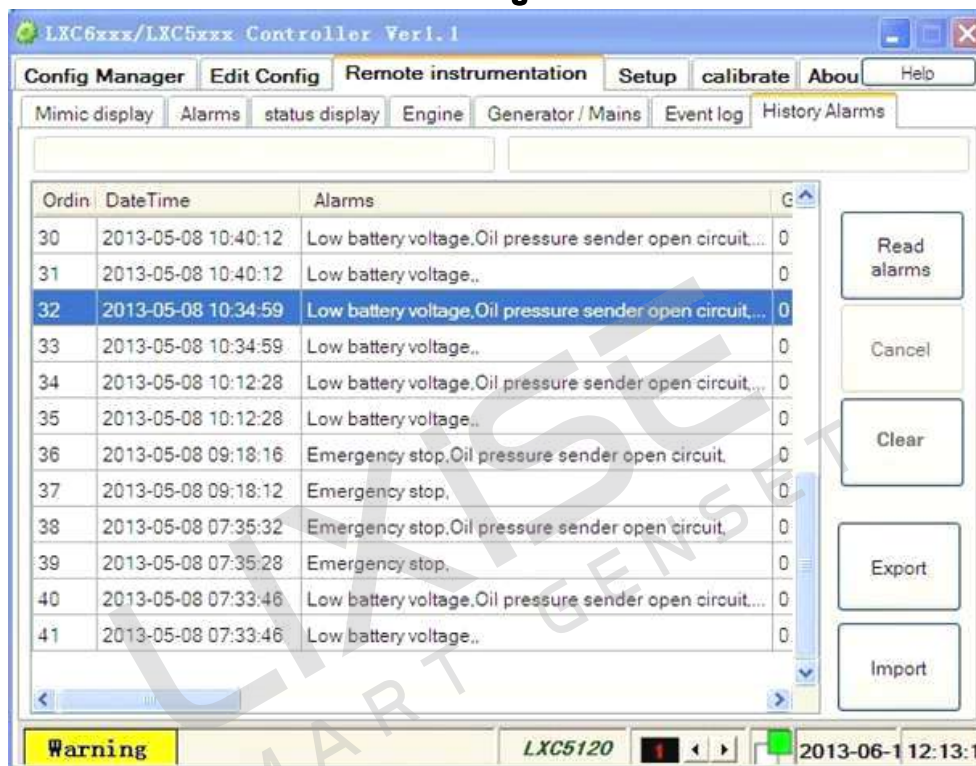 LXC6xxx/LXC5xxx Controller Ver1.1
Config Manager Edit Config Remote instrumentation Setup calibrate Abou Help
Mimic display Alarms status display Engine Generator / Mains Event log History Alarms
Ordin DateTime Alarms G
30 2013-05-08 10:40:12 Low battery voltage,Oil pressure sender open circuit,... 0
31 2013-05-08 10:40:12 Low battery voltage,, 0
32 2013-05-08 10:34:59 Low battery voltage,Oil pressure sender open circuit,... 0
33 2013-05-08 10:34:59 Low battery voltage,, 0
34 2013-05-08 10:12:28 Low battery voltage,Oil pressure sender open circuit,... 0
35 2013-05-08 10:12:28 Low battery voltage,, 0
36 2013-05-08 09:18:16 Emergency stop,Oil pressure sender open circuit, 0
37 2013-05-08 09:18:12 Emergency stop, 0
38 2013-05-08 07:35:32 Emergency stop,Oil pressure sender open circuit, 0
39 2013-05-08 07:35:28 Emergency stop, 0
40 2013-05-08 07:33:46 Low battery voltage,Oil pressure sender open circuit,... 0
41 2013-05-08 07:33:46 Low battery voltage,, 0
Read
alarms
Cancel
Clear
Export
Import
LIXISE
MART GENSET
Warning LXC5120 1 2013-06-1 12:13:1